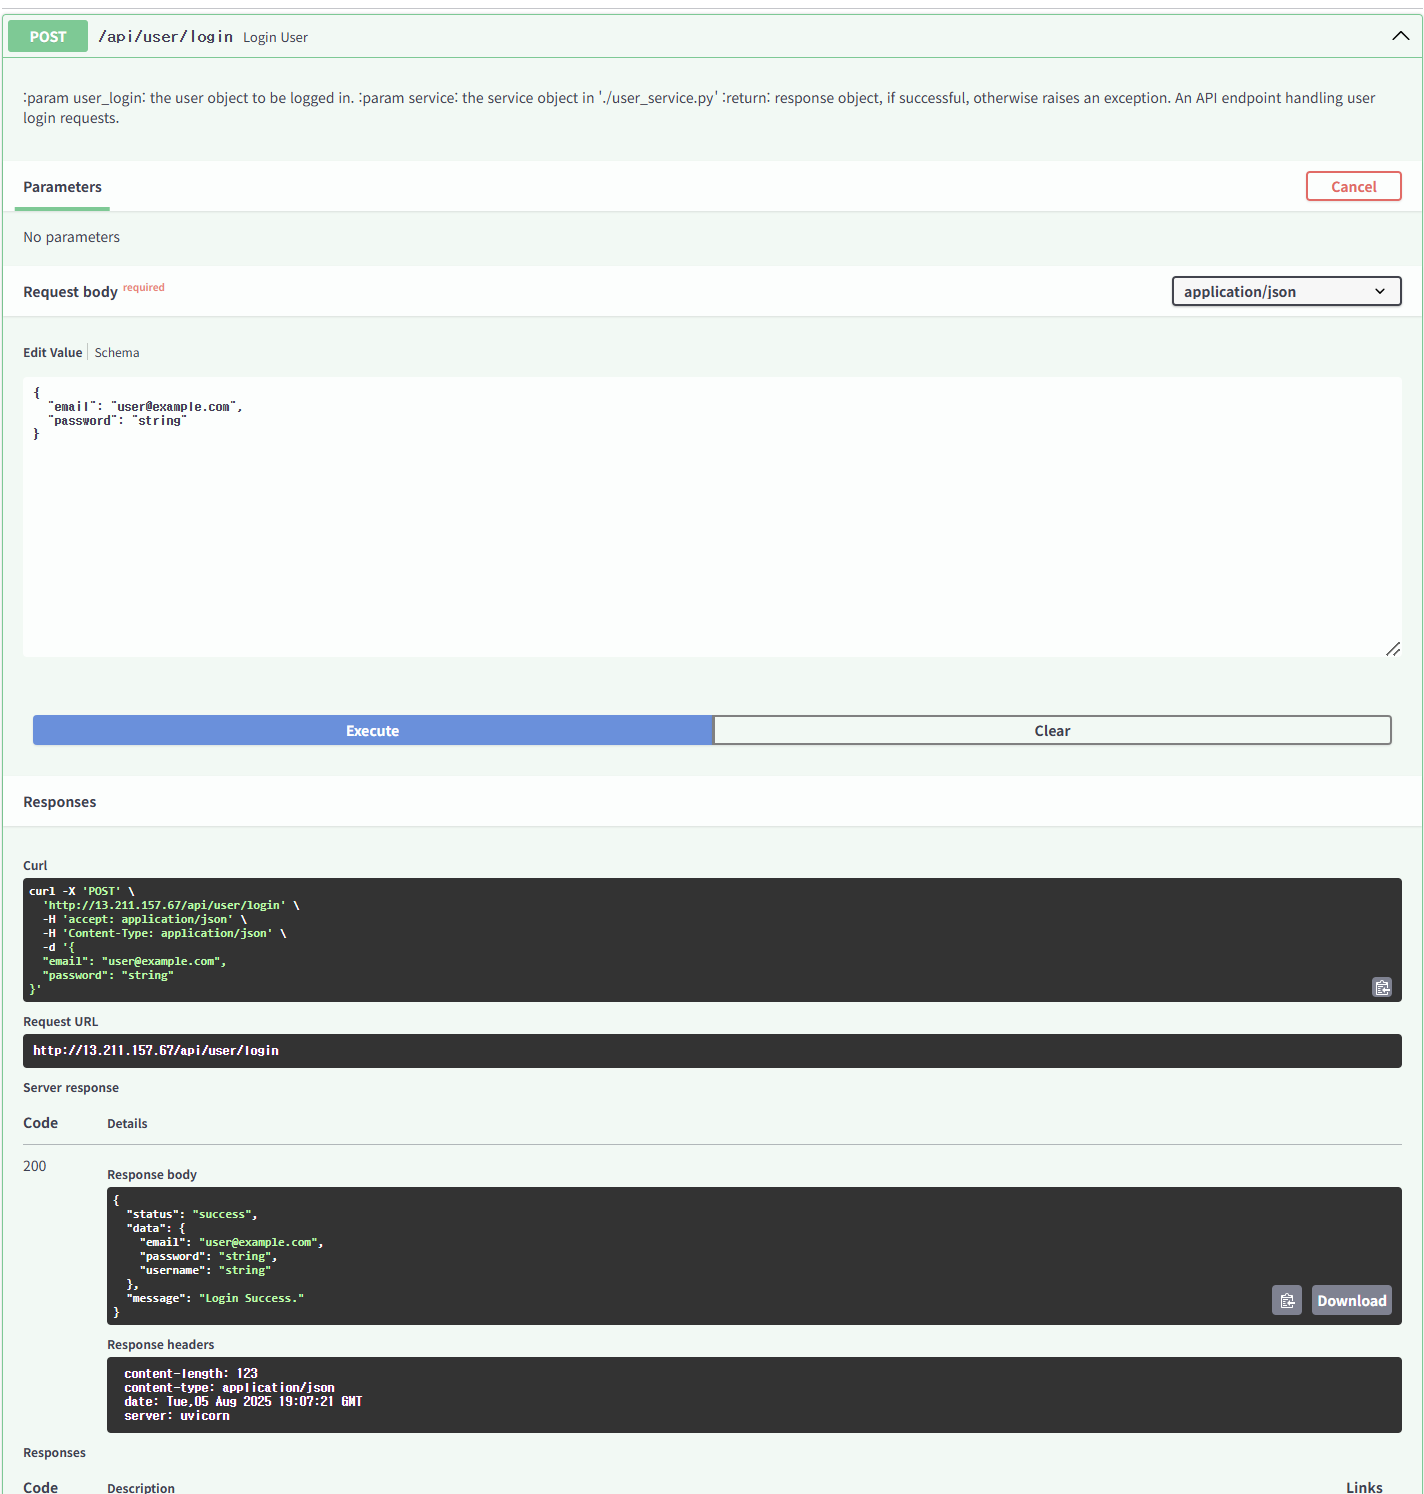 POST /api/user/login Login User
:param user_login: the user object to be logged in. :param service: the service object in './user_service.py' :return: response object, if successful, otherwise raises an exception. An API endpoint handling user
login requests.
Parameters Cancel
No parameters
Request body required application/json
Edit Value Schema
{
  "email": "user@example.com",
  "password": "string"
}
Execute Clear
Responses
Curl
curl -X 'POST' \
  'http://13.211.157.67/api/user/login' \
  -H 'accept: application/json' \
  -H 'Content-Type: application/json' \
  -d '{
  "email": "user@example.com",
  "password": "string"
}'
Request URL
http://13.211.157.67/api/user/login
Server response
Code Details
200
Response body
{
  "status": "success",
  "data": {
    "email": "user@example.com",
    "password": "string",
    "username": "string"
  },
  "message": "Login Success."
}
Download
Response headers
content-length: 123
content-type: application/json
date: Tue,05 Aug 2025 19:07:21 GMT
server: uvicorn
Responses
Code Description Links